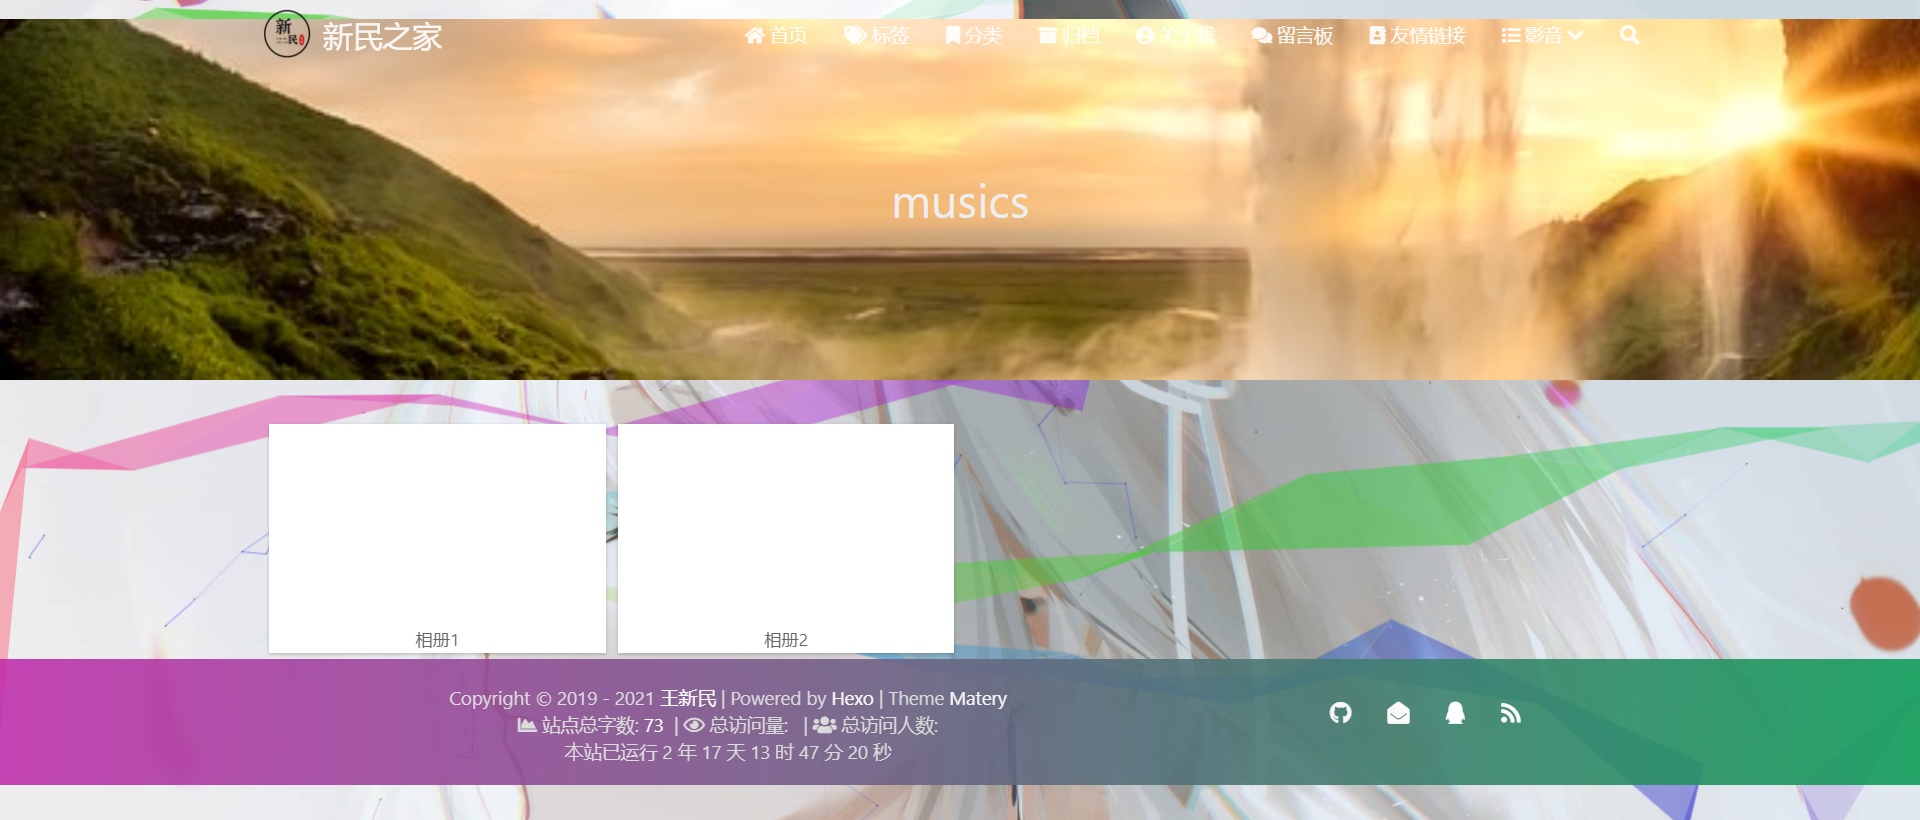 新民 新民之家 首页 标签 分类 归档 关于我 留言板 友情链接 影音
musics
相册1 相册2
Copyright © 2019 - 2021 王新民 | Powered by Hexo | Theme Matery
站点总字数: 73 | 总访问量: | 总访问人数:
本站已运行 2 年 17 天 13 时 47 分 20 秒